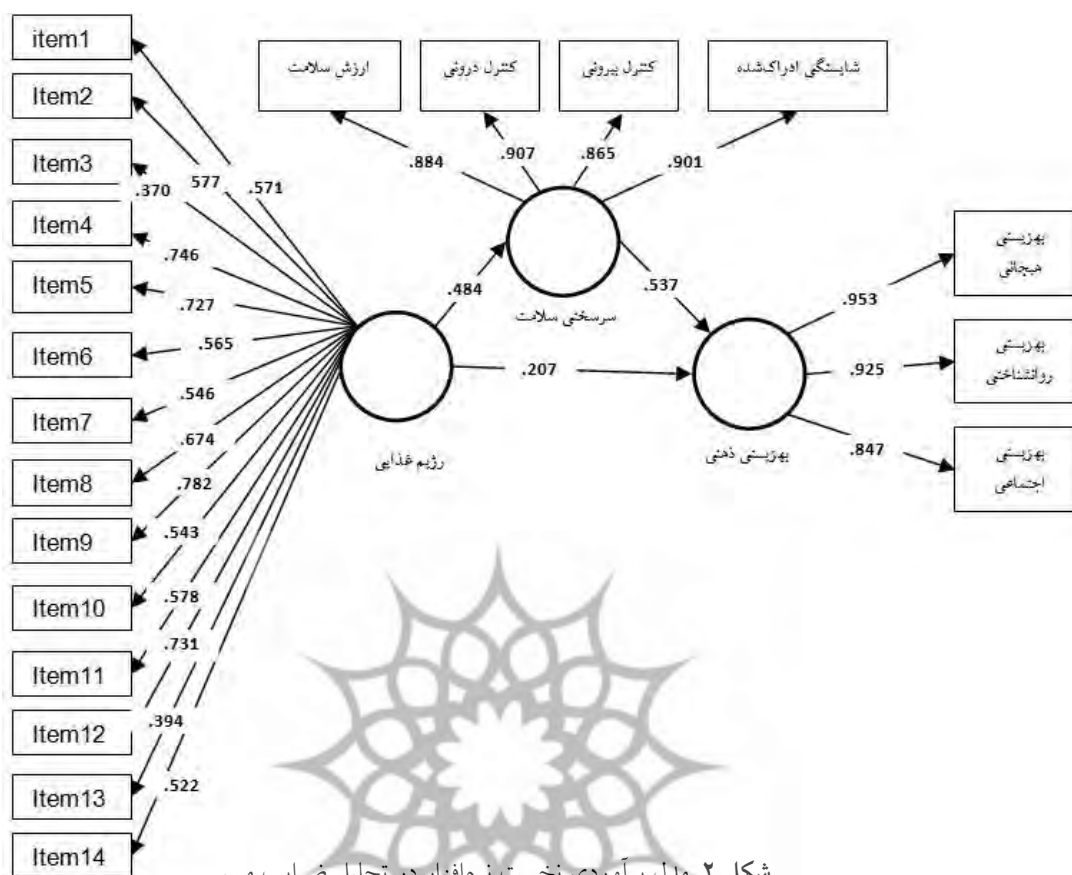 item1
Item2
Item3
Item4
Item5
Item6
Item7
Item8
Item9
Item10
Item11
Item12
Item13
Item14
.571
.577
.370
.746
.727
.565
.546
.674
.782
.543
.578
.731
.394
.522
ارزش سلامت
کنترل درونی
کنترل بیرونی
شایستگی ادراک‌شده
.884
.907
.865
.901
سرسختی سلامت
.484
.537
.207
رژیم غذایی
بهزیستی ذهنی
.953
.925
.847
بهزیستی
هیجانی
بهزیستی
روانشناختی
بهزیستی
اجتماعی
شکل ۲